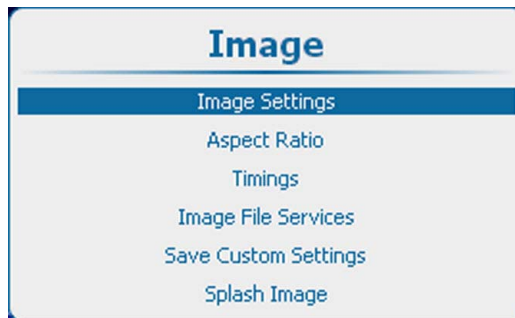 Image
Image Settings
Aspect Ratio
Timings
Image File Services
Save Custom Settings
Splash Image